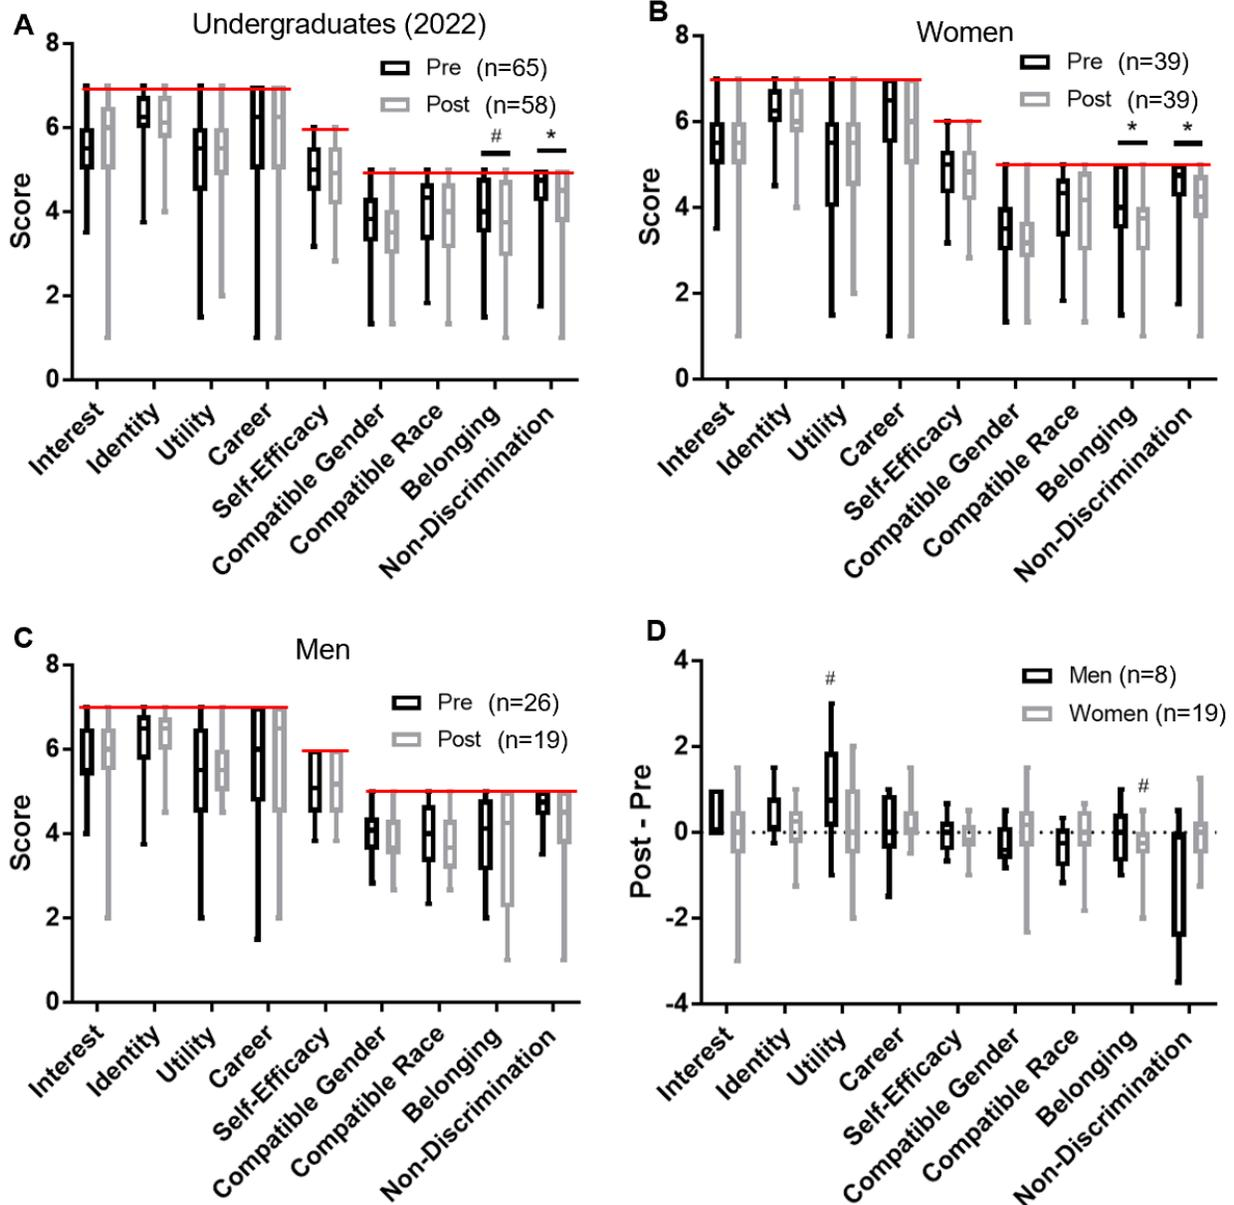 A
Undergraduates (2022)
Pre (n=65)
Post (n=58)
#
*
Score
8
6
4
2
0
Interest
Identity
Utility
Career
Self-Efficacy
Compatible Gender
Compatible Race
Belonging
Non-Discrimination
B
Women
Pre (n=39)
Post (n=39)
*
*
Score
8
6
4
2
0
Interest
Identity
Utility
Career
Self-Efficacy
Compatible Gender
Compatible Race
Belonging
Non-Discrimination
C
Men
Pre (n=26)
Post (n=19)
Score
8
6
4
2
0
Interest
Identity
Utility
Career
Self-Efficacy
Compatible Gender
Compatible Race
Belonging
Non-Discrimination
D
Men (n=8)
Women (n=19)
#
#
Post - Pre
4
2
0
-2
-4
Interest
Identity
Utility
Career
Self-Efficacy
Compatible Gender
Compatible Race
Belonging
Non-Discrimination